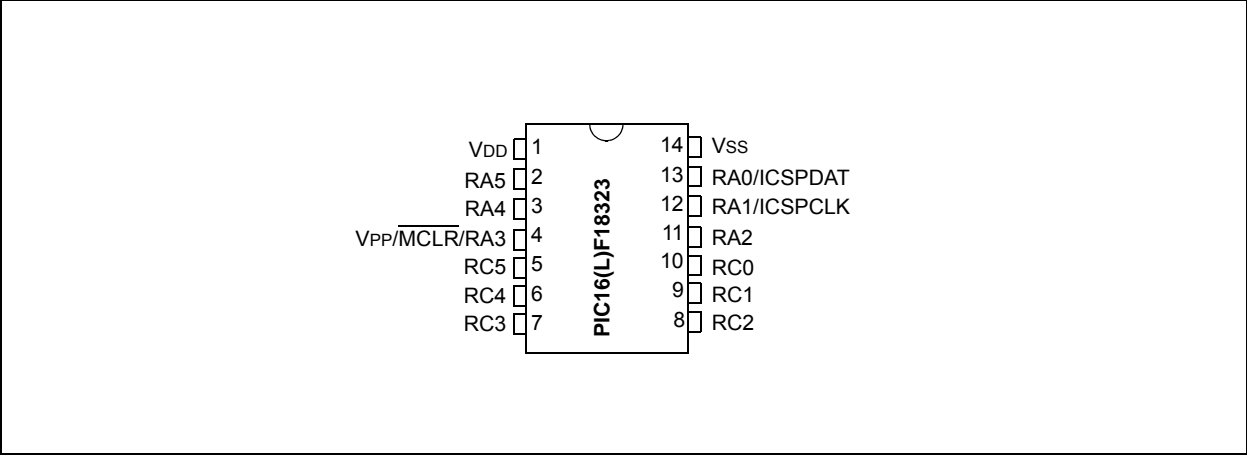 VDD 1 14 VSS
RA5 2 13 RA0/ICSPDAT
RA4 3 12 RA1/ICSPCLK
VPP/MCLR/RA3 4 11 RA2
RC5 5 10 RC0
RC4 6 9 RC1
RC3 7 8 RC2
PIC16(L)F18323